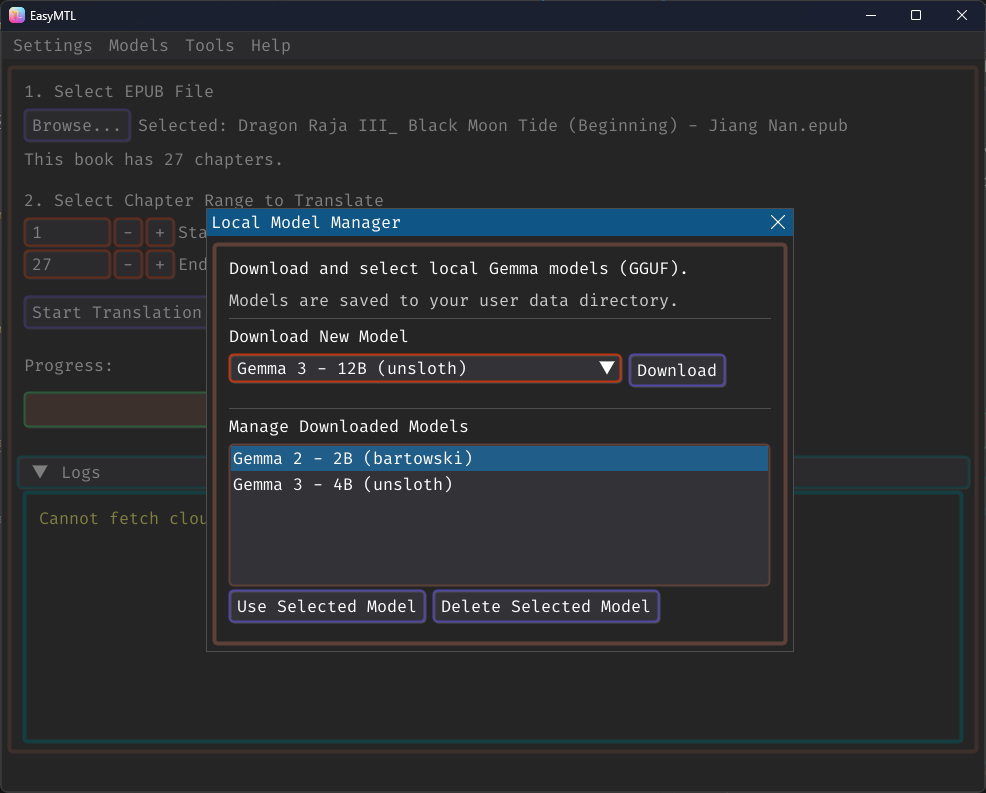 EasyMTL
Settings Models Tools Help
1. Select EPUB File
Browse... Selected: Dragon Raja III_ Black Moon Tide (Beginning) - Jiang Nan.epub
This book has 27 chapters.
2. Select Chapter Range to Translate
1 - + Sta
27 - + End
Start Translation
Progress:
▼ Logs
Cannot fetch clou
Local Model Manager
Download and select local Gemma models (GGUF).
Models are saved to your user data directory.
Download New Model
Gemma 3 - 12B (unsloth) ▼ Download
Manage Downloaded Models
Gemma 2 - 2B (bartowski)
Gemma 3 - 4B (unsloth)
Use Selected Model Delete Selected Model